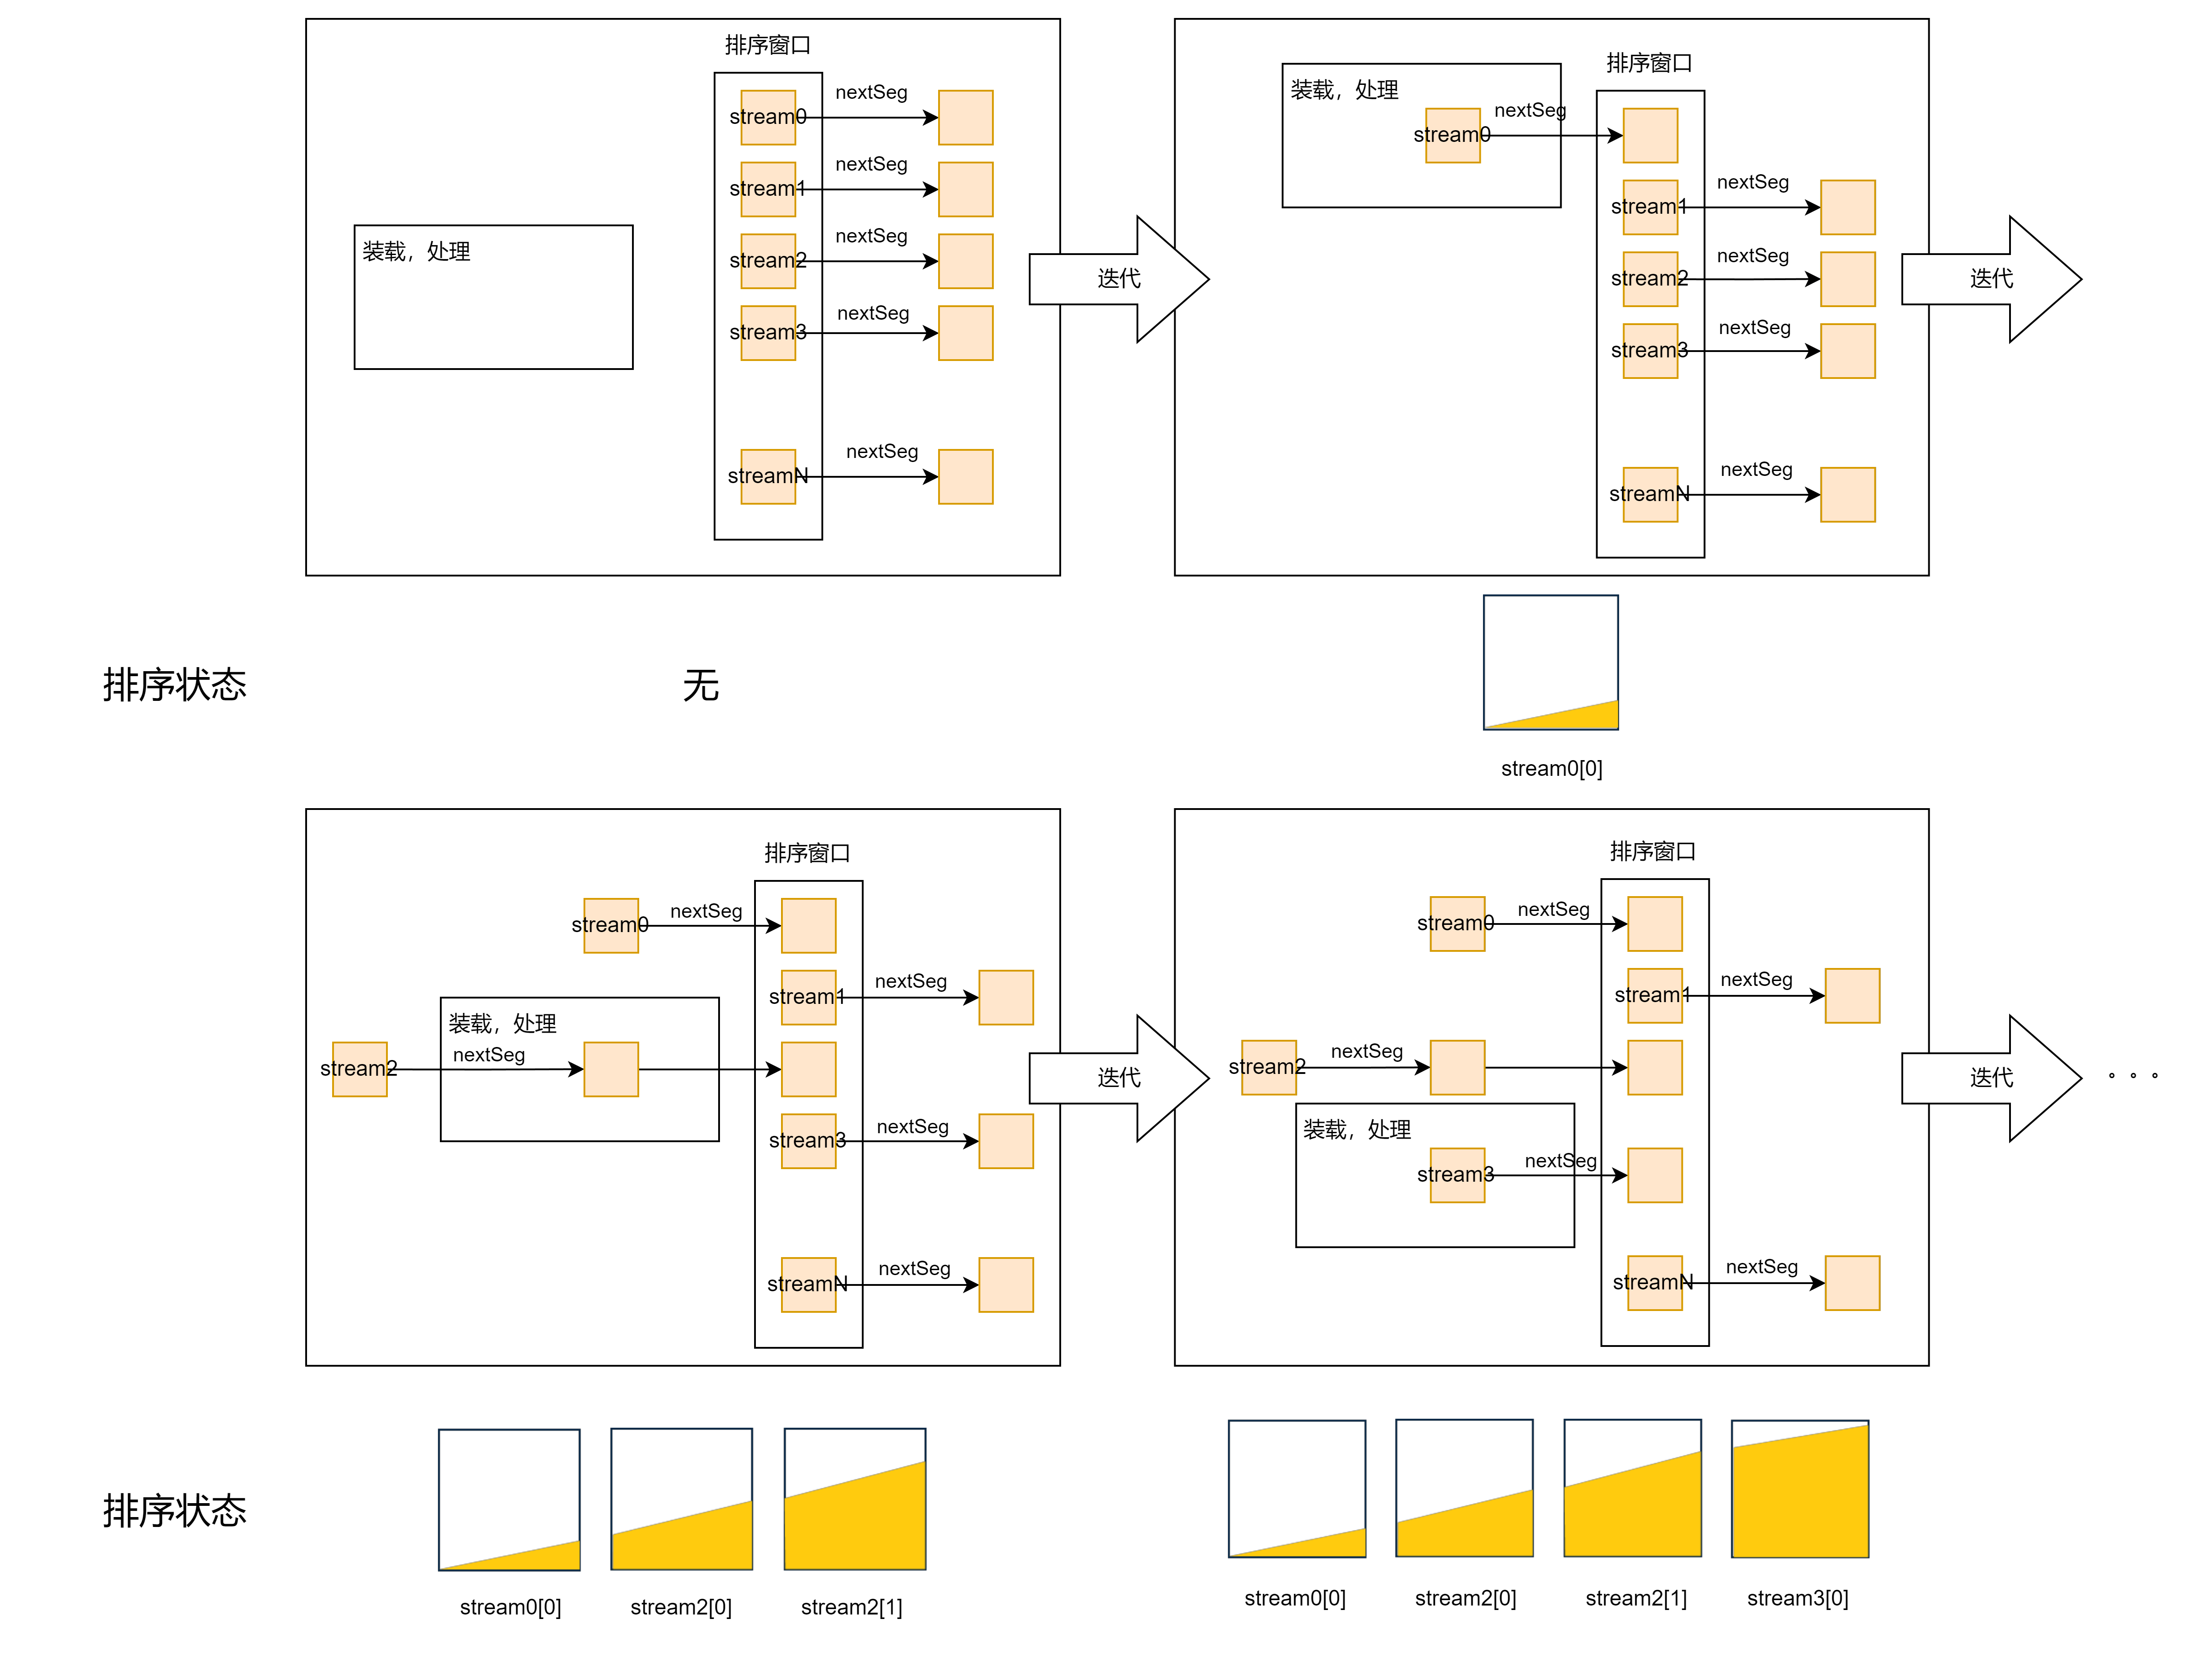 排序窗口
stream0
nextSeg
stream1
nextSeg
stream2
nextSeg
stream3
nextSeg
streamN
nextSeg
装载，处理
迭代
排序窗口
装载，处理
stream0
nextSeg
stream1
nextSeg
stream2
nextSeg
stream3
nextSeg
streamN
nextSeg
迭代
排序状态
无
stream0[0]
排序窗口
stream0
nextSeg
stream1
nextSeg
装载，处理
stream2
nextSeg
stream3
nextSeg
streamN
nextSeg
迭代
排序窗口
stream0
nextSeg
stream1
nextSeg
stream2
nextSeg
装载，处理
stream3
nextSeg
streamN
nextSeg
迭代
。。。
排序状态
stream0[0]
stream2[0]
stream2[1]
stream0[0]
stream2[0]
stream2[1]
stream3[0]